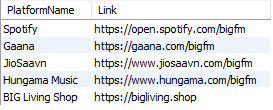 PlatformName Link
Spotify https://open.spotify.com/bigfm
Gaana https://gaana.com/bigfm
JioSaavn https://www.jiosaavn.com/bigfm
Hungama Music https://www.hungama.com/bigfm
BIG Living Shop https://bigliving.shop